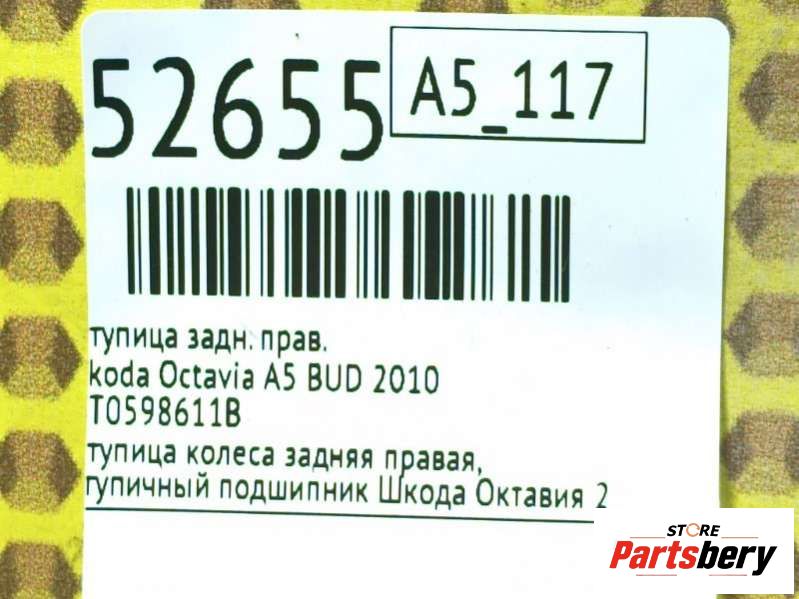 52655
A5_117
тупица задн. прав.
koda Octavia A5 BUD 2010
T0598611B
тупица колеса задняя правая,
тупичный подшипник Шкода Октавия 2
STORE
Partsbery